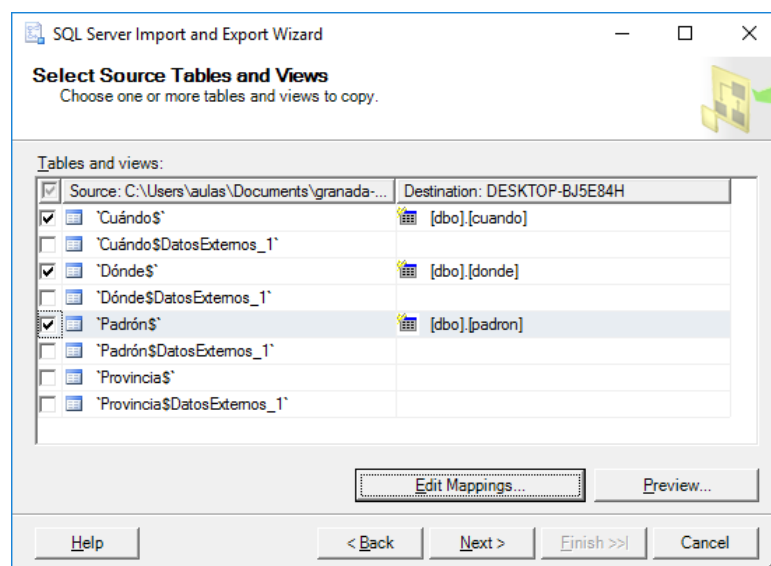 SQL Server Import and Export Wizard
Select Source Tables and Views
Choose one or more tables and views to copy.
Tables and views:
Source: C:\Users\aulas\Documents\granada-... Destination: DESKTOP-BJ5E84H
`Cuándo$` [dbo].[cuando]
`Cuándo$DatosExternos_1`
`Dónde$` [dbo].[donde]
`Dónde$DatosExternos_1`
`Padrón$` [dbo].[padron]
`Padrón$DatosExternos_1`
`Provincia$`
`Provincia$DatosExternos_1`
Edit Mappings... Preview...
Help < Back Next > Finish >>|  Cancel